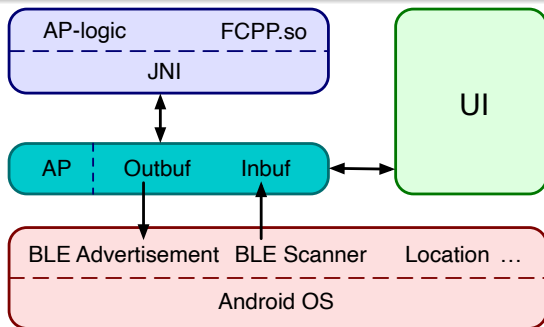 AP-logic FCPP.so
JNI
UI
AP Outbuf Inbuf
BLE Advertisement BLE Scanner Location ...
Android OS